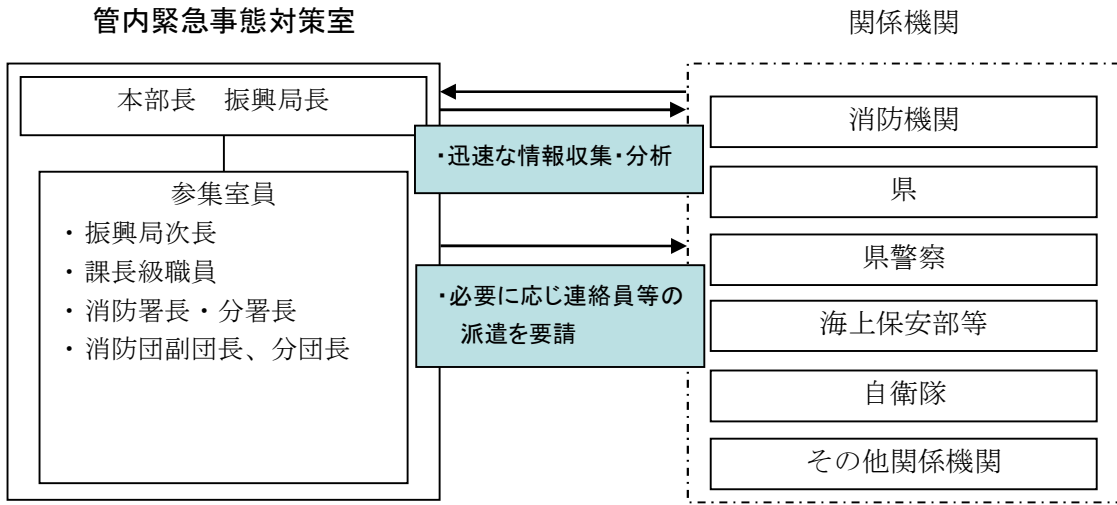 管内緊急事態対策室
関係機関
本部長　振興局長
参集室員
・振興局次長
・課長級職員
・消防署長・分署長
・消防団副団長、分団長
・迅速な情報収集・分析
・必要に応じ連絡員等の
派遣を要請
消防機関
県
県警察
海上保安部等
自衛隊
その他関係機関